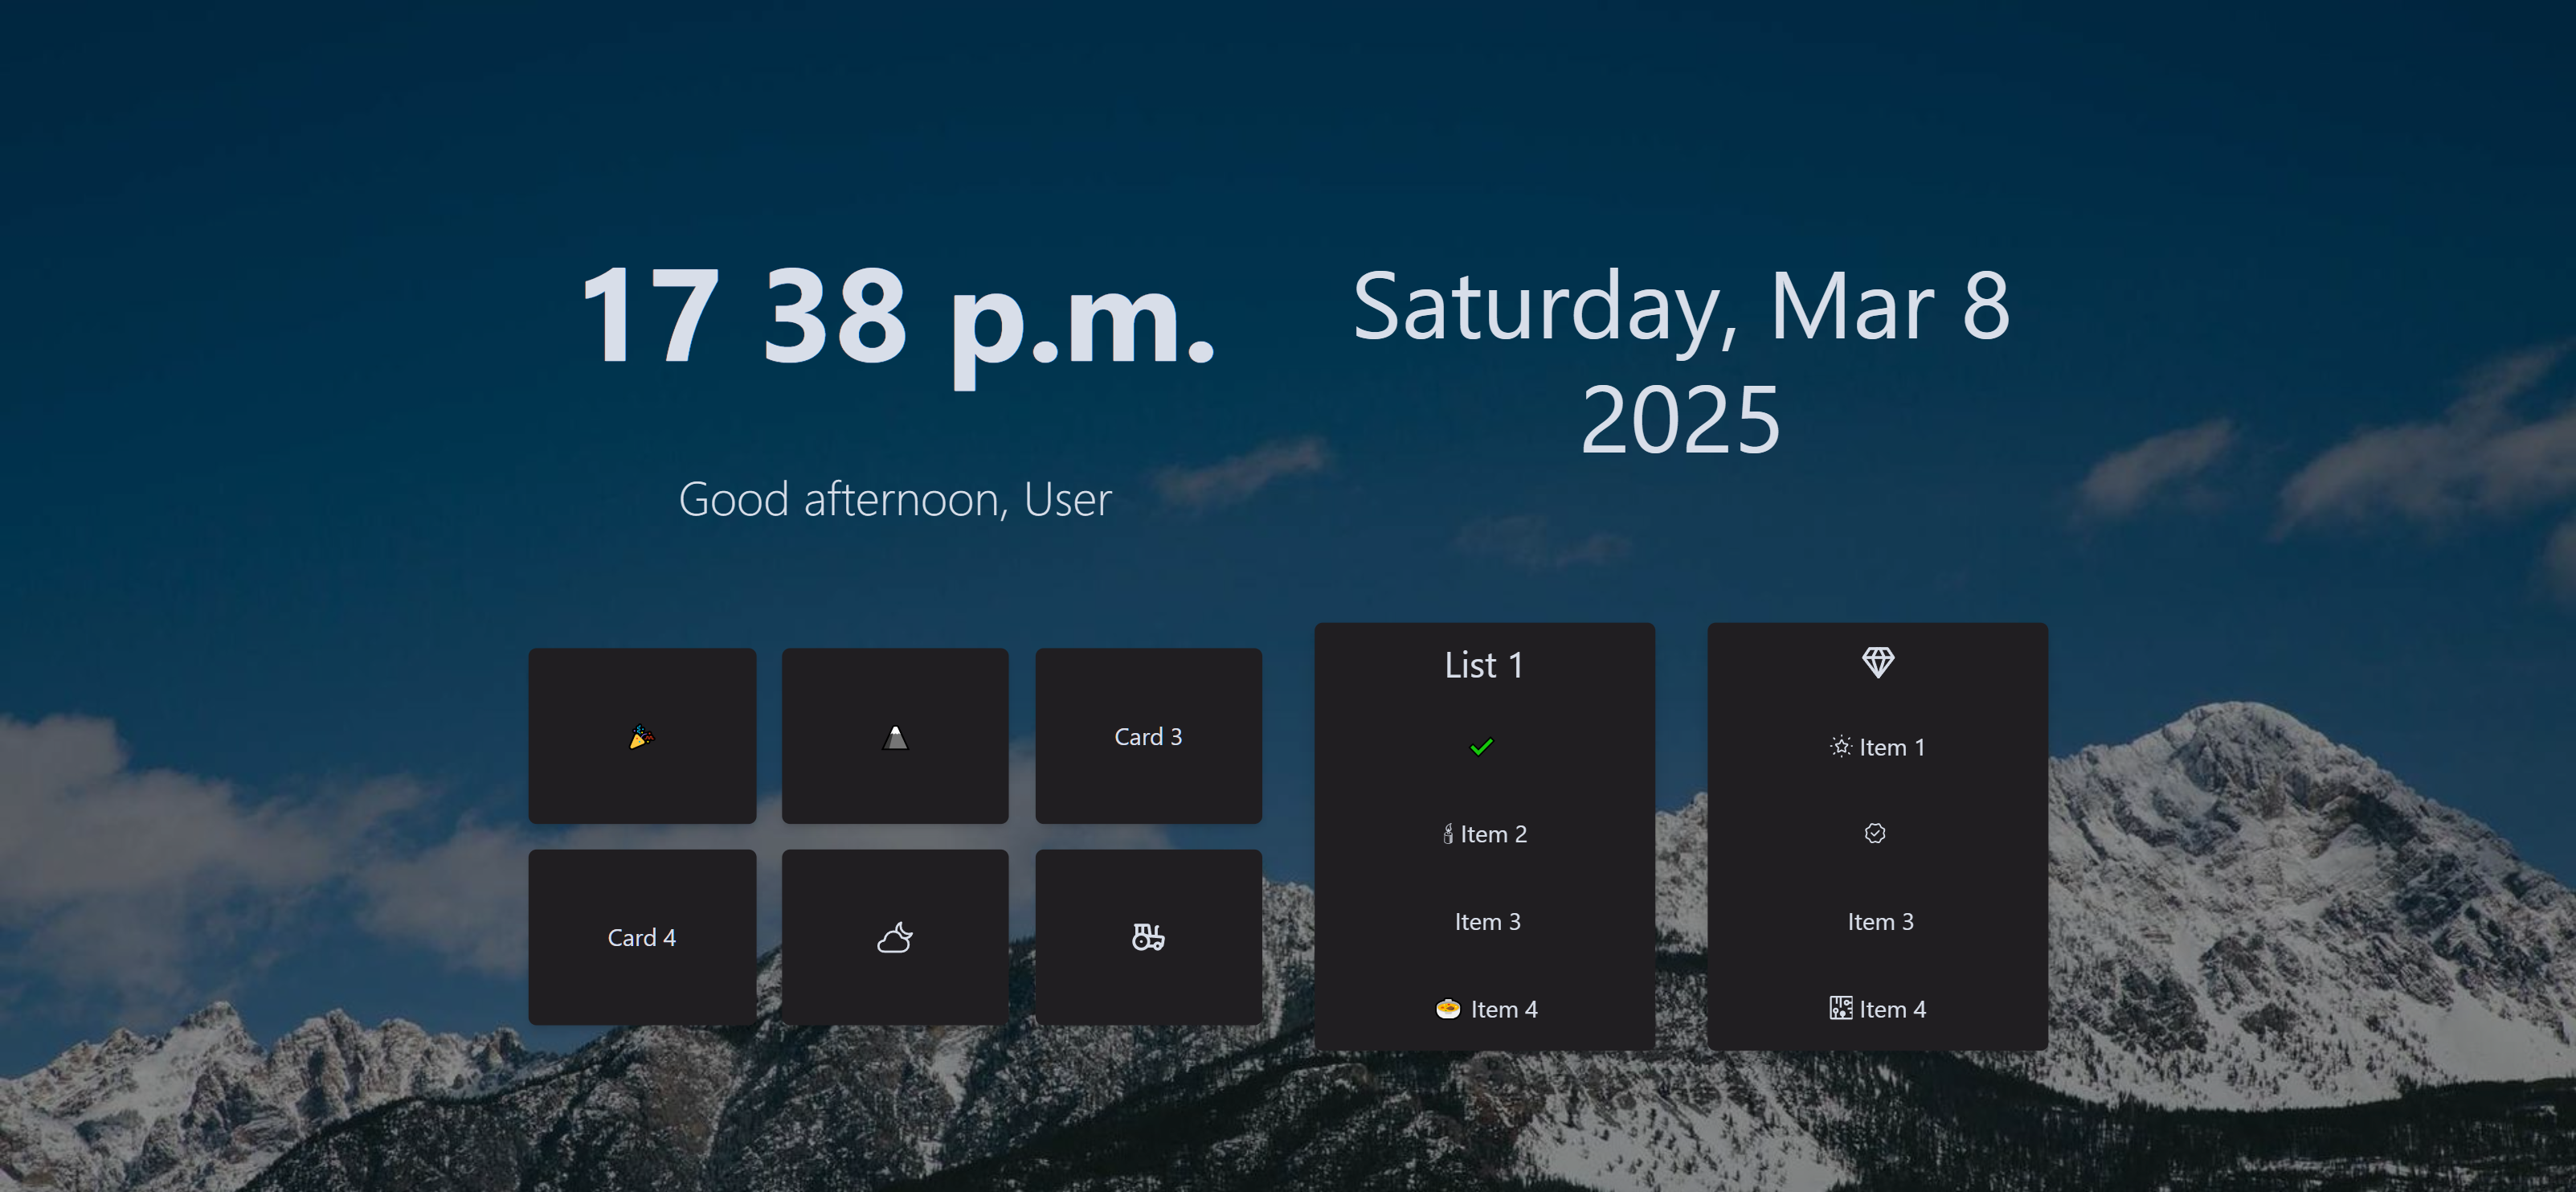 17 38 p.m.
Saturday, Mar 8
2025
Good afternoon, User
Card 3
Card 4
List 1
Item 2
Item 3
Item 4
Item 1
Item 3
Item 4